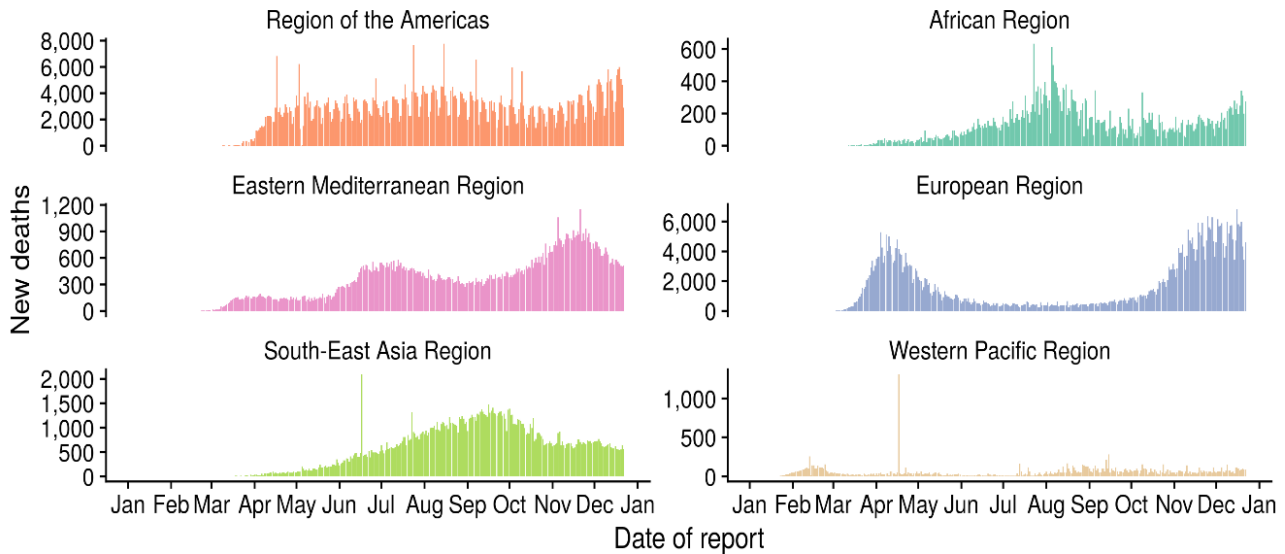 Region of the Americas
8,000
6,000
4,000
2,000
0
African Region
600
400
200
0
Eastern Mediterranean Region
1,200
900
600
300
0
European Region
6,000
4,000
2,000
0
New deaths
South-East Asia Region
2,000
1,500
1,000
500
0
Western Pacific Region
1,000
500
0
Jan Feb Mar Apr May Jun Jul Aug Sep Oct Nov Dec Jan
Jan Feb Mar Apr May Jun Jul Aug Sep Oct Nov Dec Jan
Date of report